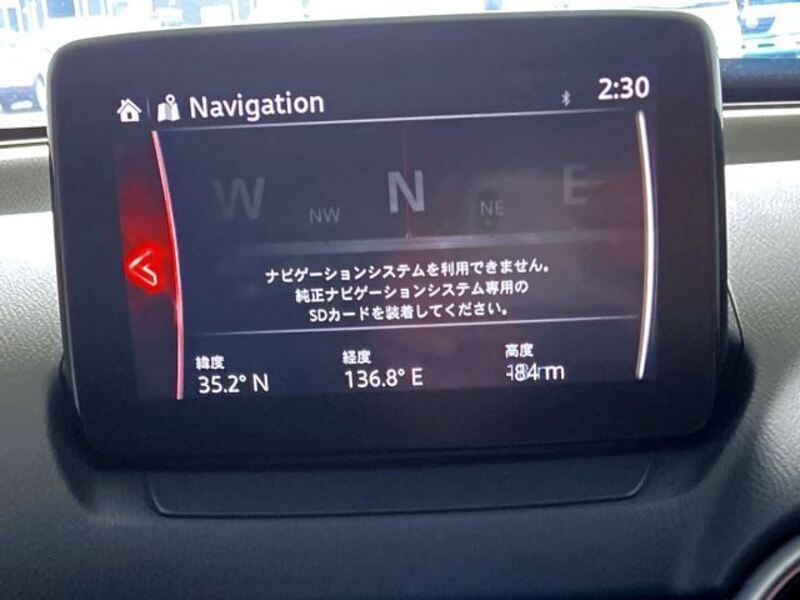 Navigation
2:30
W NW N NE E
ナビゲーションシステムを利用できません。
純正ナビゲーションシステム専用の
SDカードを装着してください。
緯度 経度 高度
35.2° N 136.8° E m